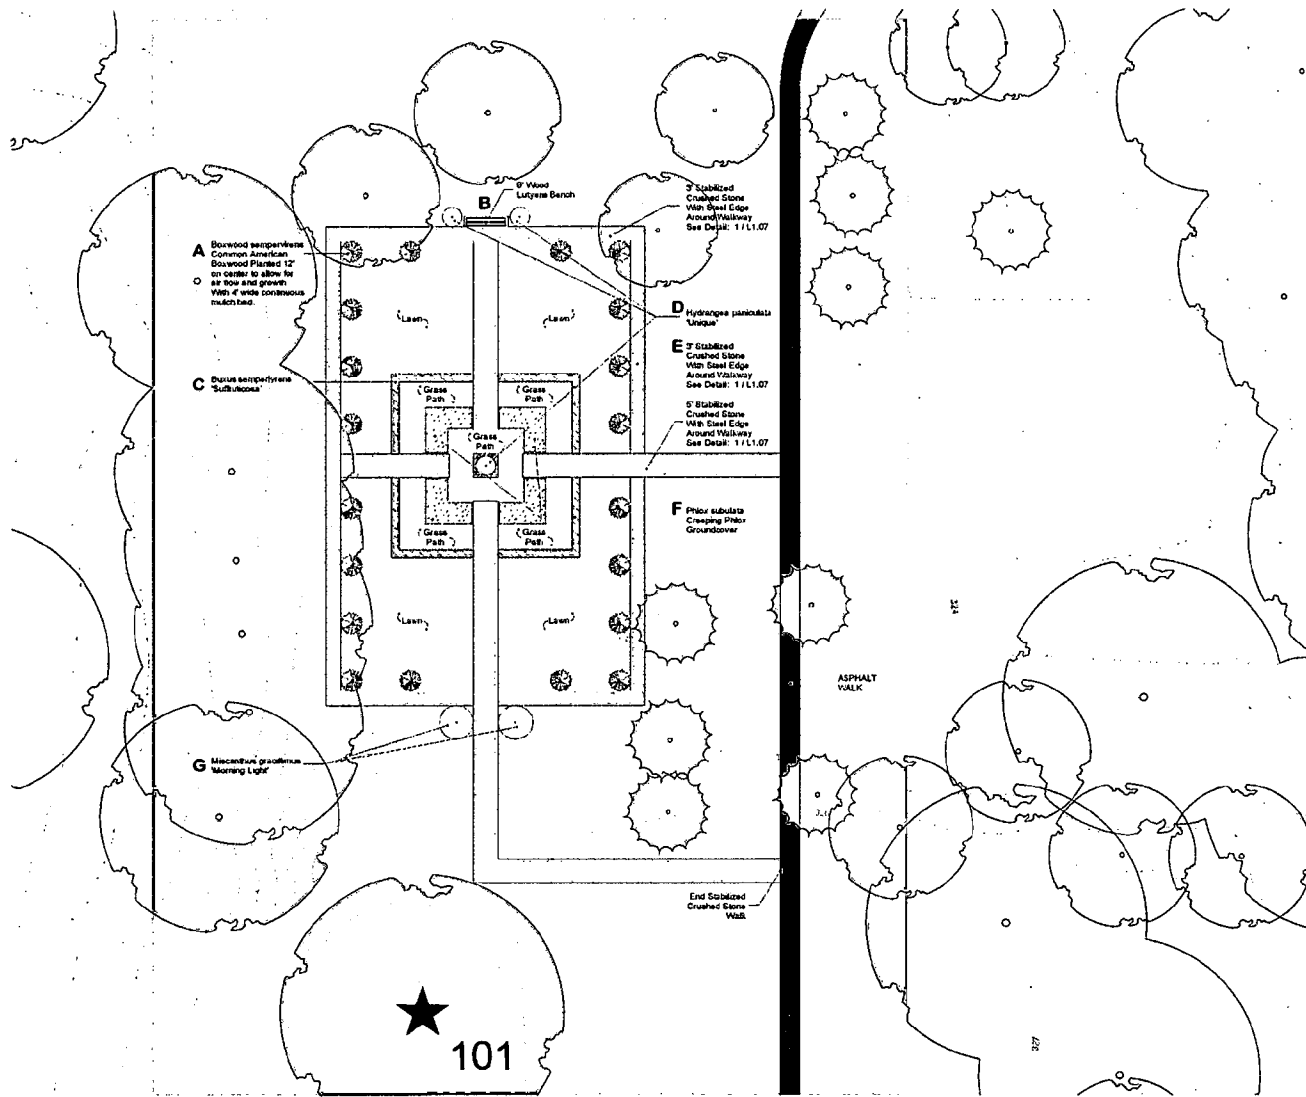 B
6' Wood
Lutyens Bench
3' Stabilized
Crushed Stone
With Steel Edge
Around Walkway
See Detail: 1 / L1.07
A
Boxwood sempervirens
Common American
Boxwood Planted 12'
on center to allow for
air flow and growth
With 4' wide continuous
mulch bed.
Lawn
Lawn
D
Hydrangea paniculata
'Unique'
E
3' Stabilized
Crushed Stone
With Steel Edge
Around Walkway
See Detail: 1 / L1.07
C
Buxus
'Suffruticosa'
Grass
Path
Grass
Path
Grass
Path
5' Stabilized
Crushed Stone
With Steel Edge
Around Walkway
See Detail: 1 / L1.07
F
Phlox subulata
Creeping Phlox
Groundcover
Grass
Path
Grass
Path
324
Lawn
Lawn
ASPHALT
WALK
G
Miscanthus gracillimus
'Morning Light'
End Stabilized
Crushed Stone
Walk
101